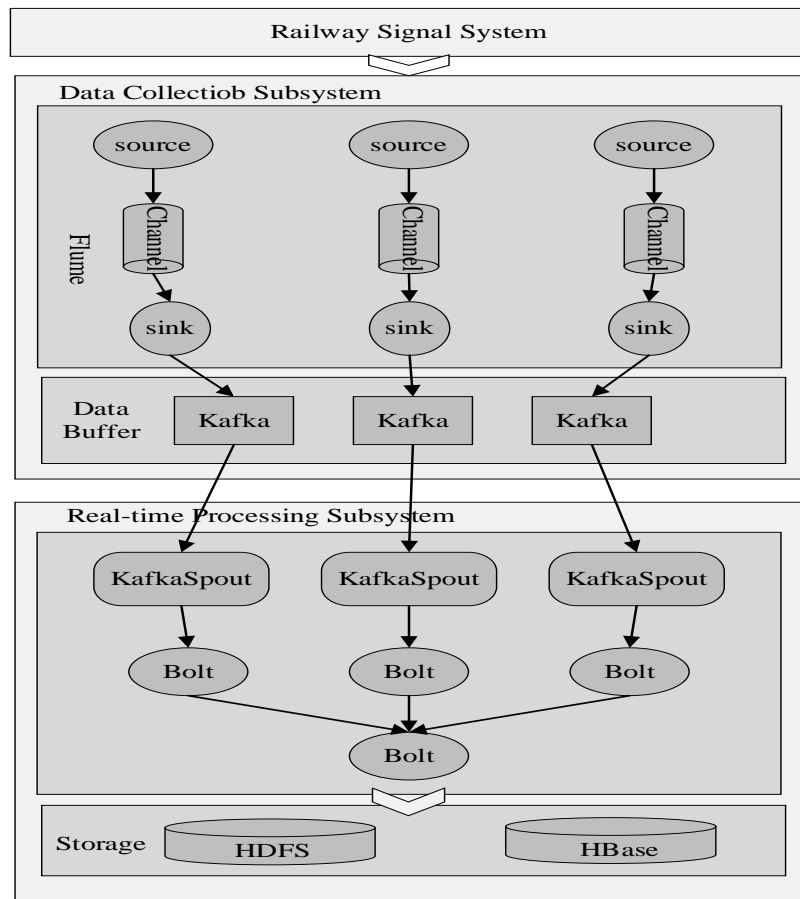 Railway Signal System
Data Collectiob Subsystem
source
source
source
Channel
Channel
Channel
Flume
sink
sink
sink
Data
Buffer
Kafka
Kafka
Kafka
Real-time Processing Subsystem
KafkaSpout
KafkaSpout
KafkaSpout
Bolt
Bolt
Bolt
Bolt
Storage
HDFS
HBase